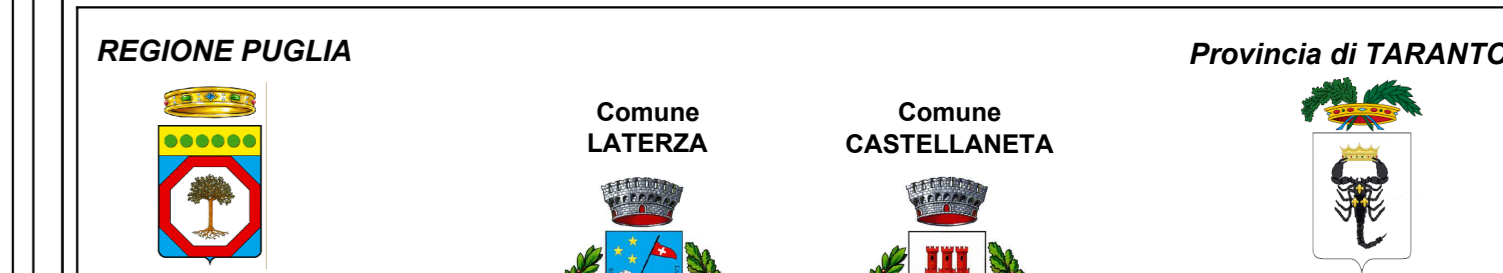 REGIONE PUGLIA
Provincia di TARANTO
Comune
LATERZA
Comune
CASTELLANETA